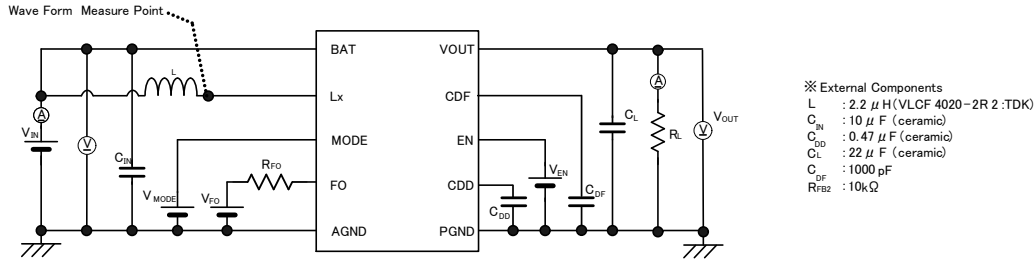 Wave Form Measure Point
BAT
VOUT
L
Lx
CDF
A
A
VIN
V
CIN
MODE
EN
CL
RL
V
VOUT
RFO
FO
VEN
CDD
VMODE
VFO
CDD
CDF
AGND
PGND
※ External Components
L : 2.2 μH (VLCF 4020-2R 2 :TDK)
CIN : 10 μF (ceramic)
CDD : 0.47 μF (ceramic)
CL : 22 μF (ceramic)
CDF : 1000 pF
RFB2 : 10kΩ